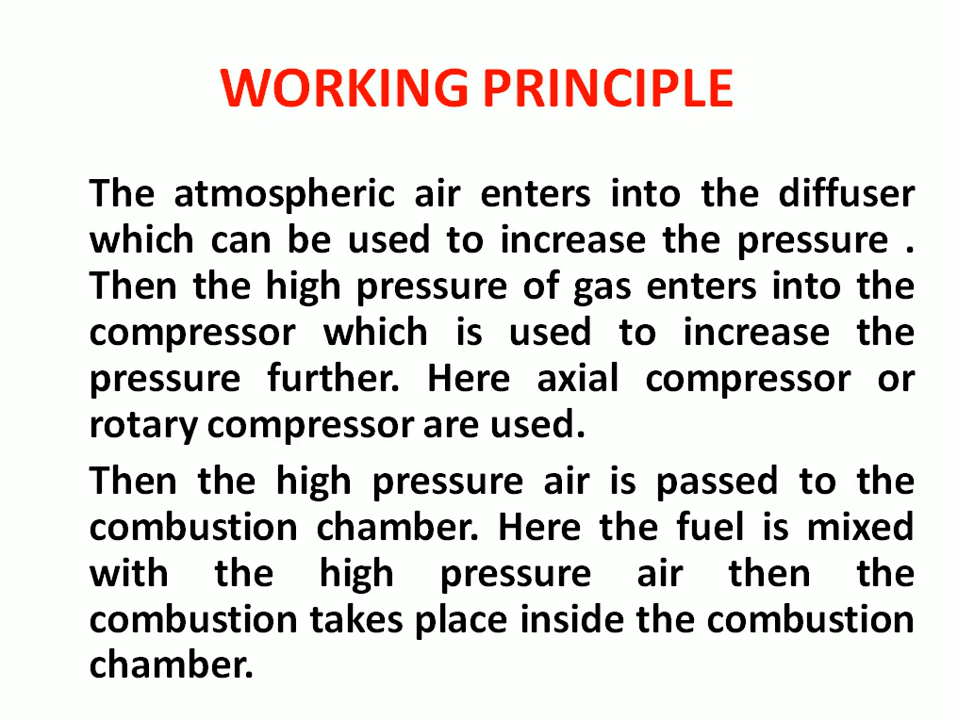 WORKING PRINCIPLE
The atmospheric air enters into the diffuser
which can be used to increase the pressure .
Then the high pressure of gas enters into the
compressor which is used to increase the
pressure further. Here axial compressor or
rotary compressor are used.
Then the high pressure air is passed to the
combustion chamber. Here the fuel is mixed
with the high pressure air then the
combustion takes place inside the combustion
chamber.